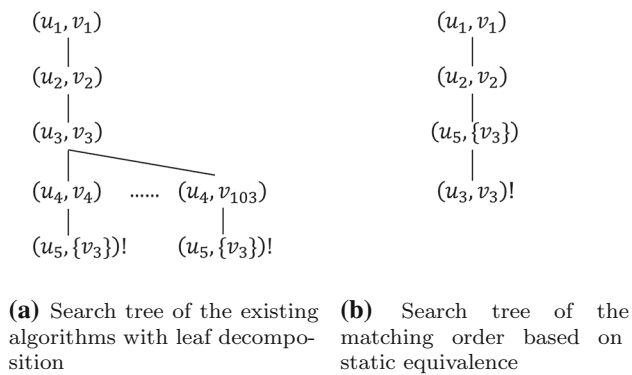 (u₁, v₁)
(u₂, v₂)
(u₃, v₃)
(u₄, v₄) ...... (u₄, v₁₀₃)
(u₅, {v₃})! (u₅, {v₃})!
(a) Search tree of the existing
algorithms with leaf decompo-
sition
(u₁, v₁)
(u₂, v₂)
(u₅, {v₃})
(u₃, v₃)!
(b) Search tree of the
matching order based on
static equivalence